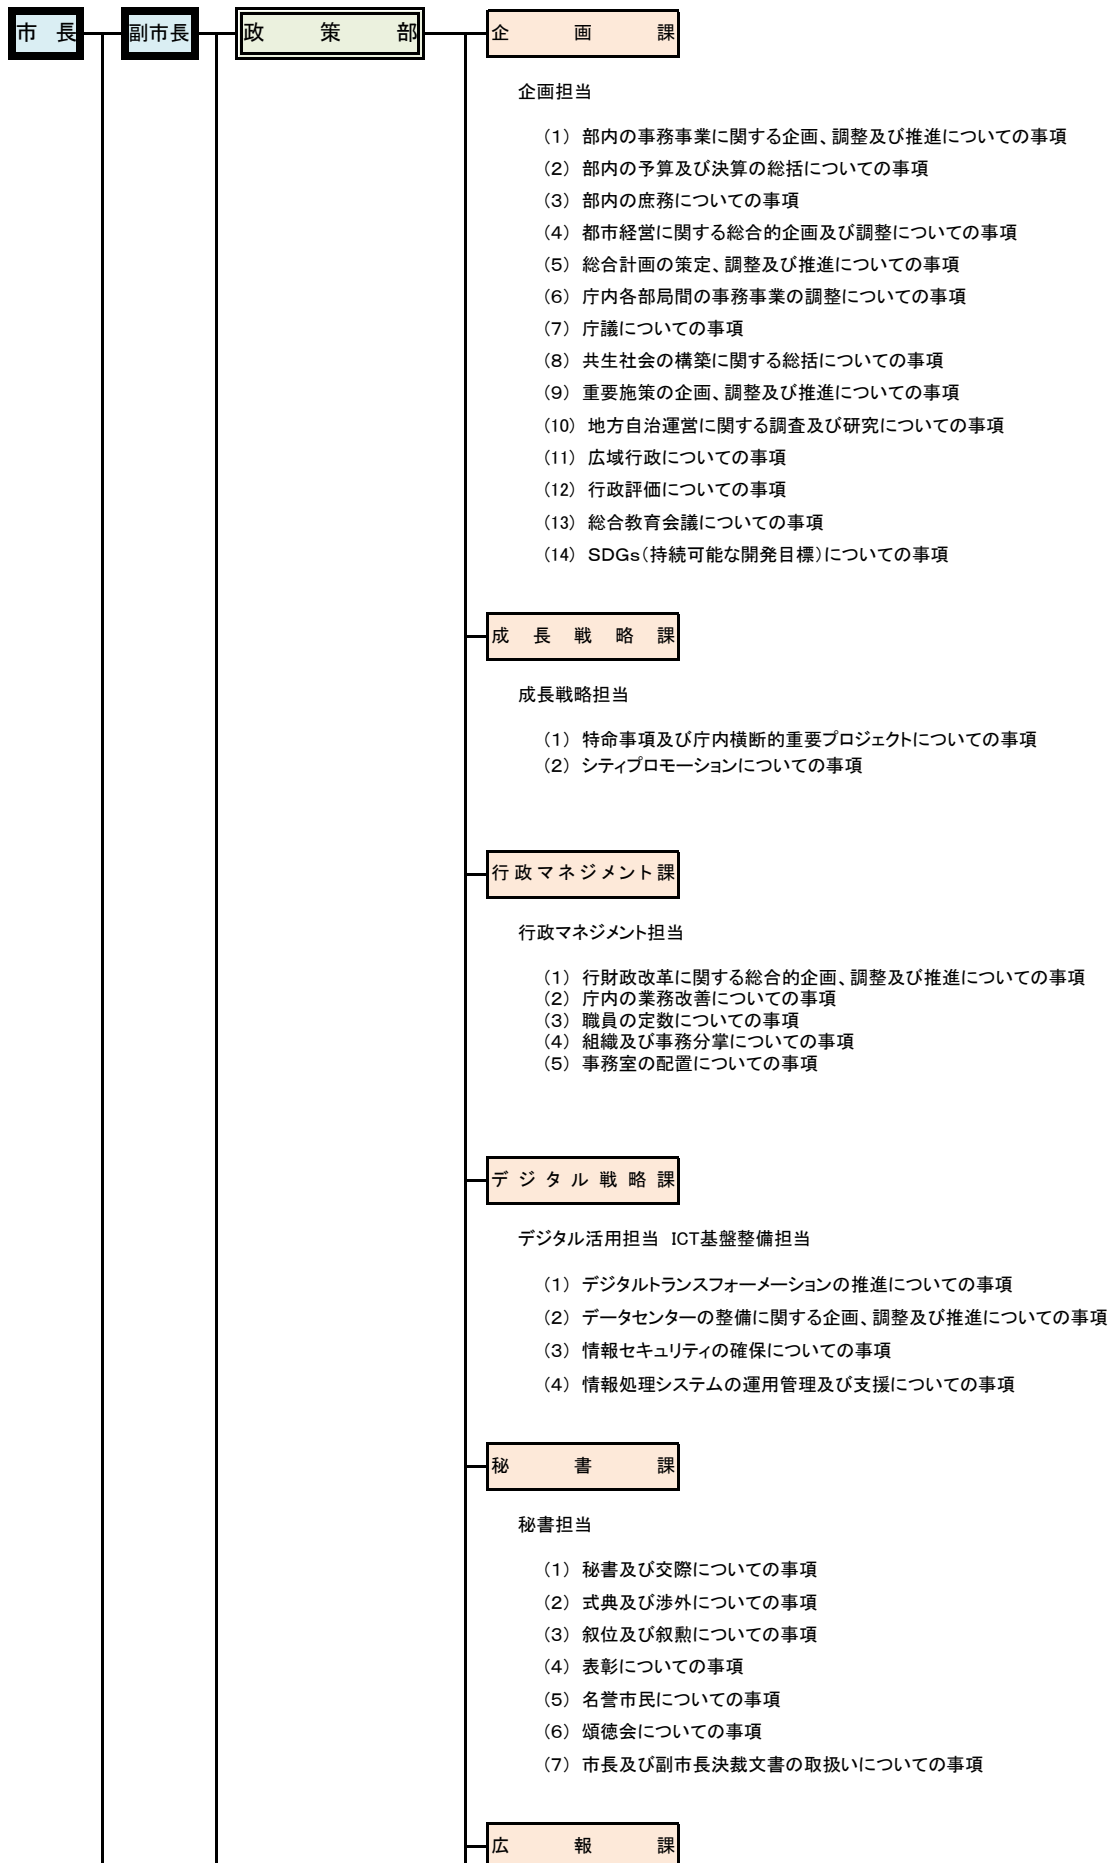 市　長　副市長　政　策　部　企　画　課
企画担当
（1） 部内の事務事業に関する企画、調整及び推進についての事項
（2） 部内の予算及び決算の総括についての事項
（3） 部内の庶務についての事項
（4） 都市経営に関する総合的企画及び調整についての事項
（5） 総合計画の策定、調整及び推進についての事項
（6） 庁内各部局間の事務事業の調整についての事項
（7） 庁議についての事項
（8） 共生社会の構築に関する総括についての事項
（9） 重要施策の企画、調整及び推進についての事項
（10） 地方自治運営に関する調査及び研究についての事項
（11） 広域行政についての事項
（12） 行政評価についての事項
（13） 総合教育会議についての事項
（14） SDGs（持続可能な開発目標）についての事項
成　長　戦　略　課
成長戦略担当
（1） 特命事項及び庁内横断的重要プロジェクトについての事項
（2） シティプロモーションについての事項
行政マネジメント課
行政マネジメント担当
（1） 行財政改革に関する総合的企画、調整及び推進についての事項
（2） 庁内の業務改善についての事項
（3） 職員の定数についての事項
（4） 組織及び事務分掌についての事項
（5） 事務室の配置についての事項
デジタル戦略課
デジタル活用担当　ICT基盤整備担当
（1） デジタルトランスフォーメーションの推進についての事項
（2） データセンターの整備に関する企画、調整及び推進についての事項
（3） 情報セキュリティの確保についての事項
（4） 情報処理システムの運用管理及び支援についての事項
秘　書　課
秘書担当
（1） 秘書及び交際についての事項
（2） 式典及び渉外についての事項
（3） 叙位及び叙勲についての事項
（4） 表彰についての事項
（5） 名誉市民についての事項
（6） 頌徳会についての事項
（7） 市長及び副市長決裁文書の取扱いについての事項
広　報　課